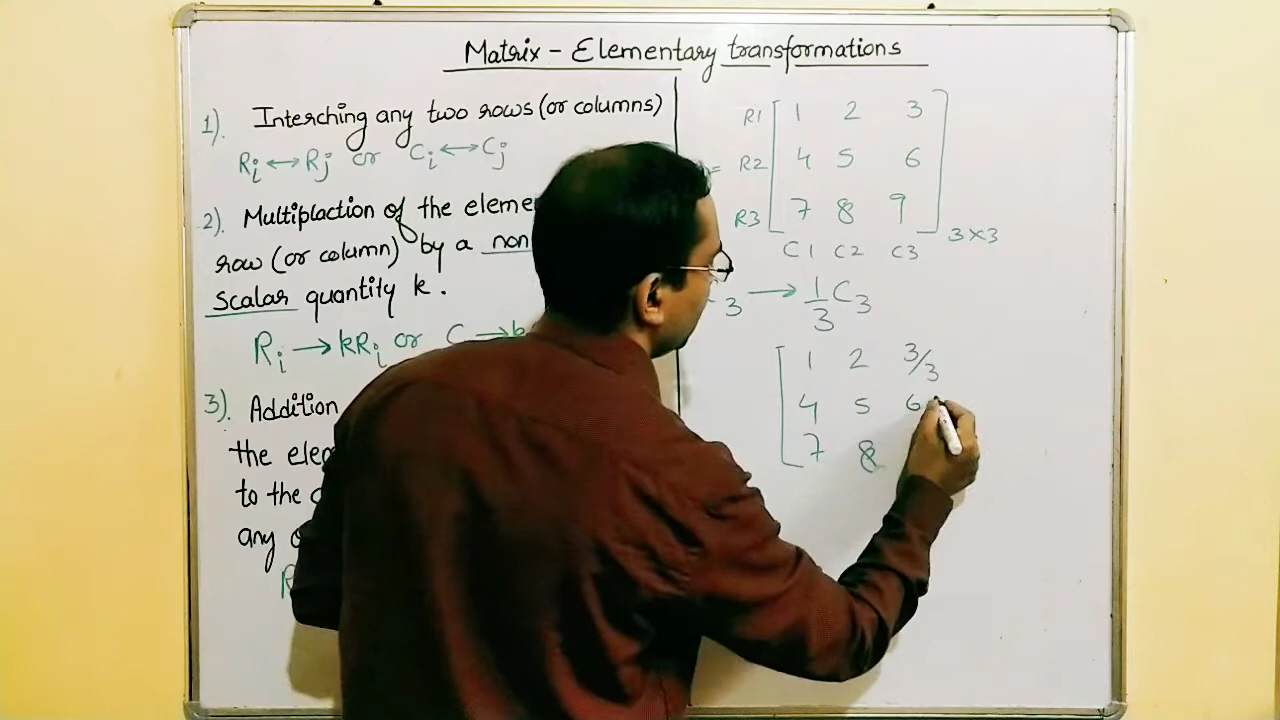 Matrix - Elementary transformations
1). Interching any two rows (or columns)
Ri ↔ Rj or Ci ↔ Cj
2). Multiplaction of the
row (or column) by a non
scalar quantity k.
Ri → kRi or C →
3). Addition
the
to the
any
R
R1 [ 1 2 3 ]
= R2 4 5 6
R3 7 8 9
3×3
C1 C2 C3
3 → 1/3 C3
[ 1 2 3/3
4 5 6
7 8